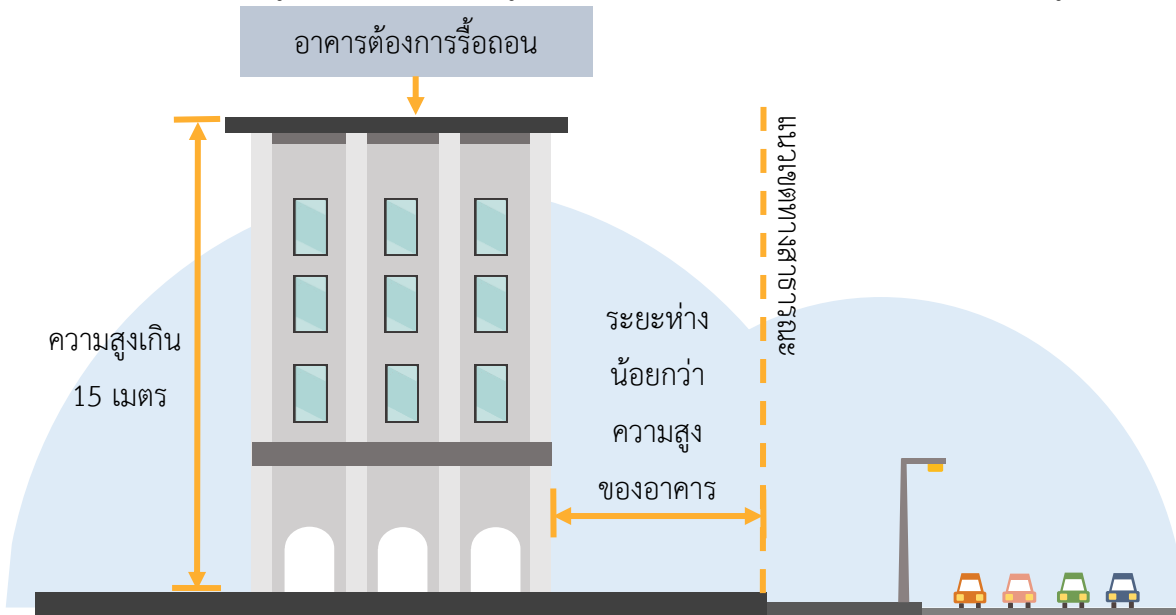 อาคารต้องการรื้อถอน
แนวเขตทางสาธารณะ
ความสูงเกิน
15 เมตร
ระยะห่าง
น้อยกว่า
ความสูง
ของอาคาร